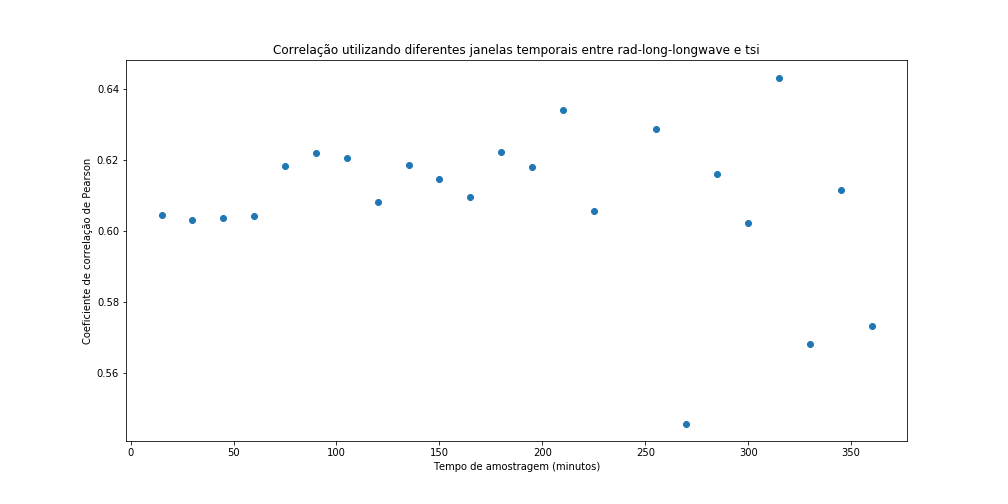 Correlação utilizando diferentes janelas temporais entre rad-long-longwave e tsi
Coeficiente de correlação de Pearson
0.64
0.62
0.60
0.58
0.56
0 50 100 150 200 250 300 350
Tempo de amostragem (minutos)